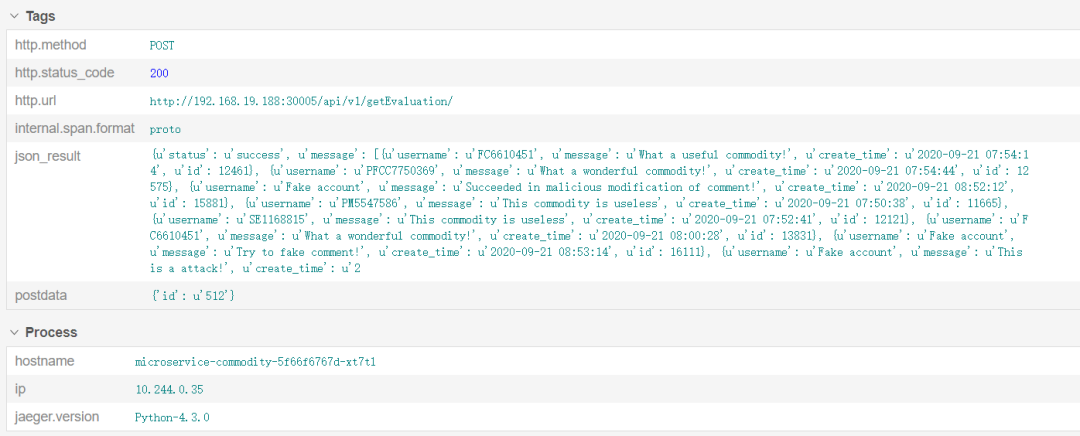 Tags
http.method POST
http.status_code 200
http.url http://192.168.19.188:30005/api/v1/getEvaluation/
internal.span.format proto
json_result {u'status': u'success', u'message': [{u'username': u'FC6610451', u'message': u'What a useful commodity!', u'create_time': u'2020-09-21 07:54:1
4', u'id': 12461}, {u'username': u'PFCC7750369', u'message': u'What a wonderful commodity!', u'create_time': u'2020-09-21 07:54:44', u'id': 12
575}, {u'username': u'Fake account', u'message': u'Succeeded in malicious modification of comment!', u'create_time': u'2020-09-21 08:52:12',
u'id': 15881}, {u'username': u'PM5547586', u'message': u'This commodity is useless', u'create_time': u'2020-09-21 07:50:38', u'id': 11665},
{u'username': u'SE1168815', u'message': u'This commodity is useless', u'create_time': u'2020-09-21 07:52:41', u'id': 12121}, {u'username': u'F
C6610451', u'message': u'What a wonderful commodity!', u'create_time': u'2020-09-21 08:00:28', u'id': 13831}, {u'username': u'Fake account',
u'message': u'Try to fake comment!', u'create_time': u'2020-09-21 08:53:14', u'id': 16111}, {u'username': u'Fake account', u'message': u'This
is a attack!', u'create_time': u'2
postdata {'id': u'512'}
Process
hostname microservice-commodity-5f66f6767d-xt7t1
ip 10.244.0.35
jaeger.version Python-4.3.0